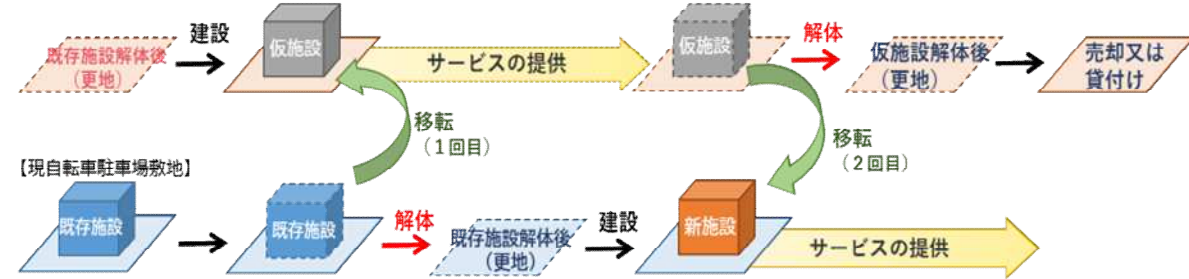 既存施設解体後
（更地）
建設
仮施設
サービスの提供
仮施設
解体
仮施設解体後
（更地）
売却又は
貸付け
移転
（１回目）
移転
（２回目）
【現自転車駐車場敷地】
既存施設
既存施設
解体
既存施設解体後
（更地）
建設
新施設
サービスの提供